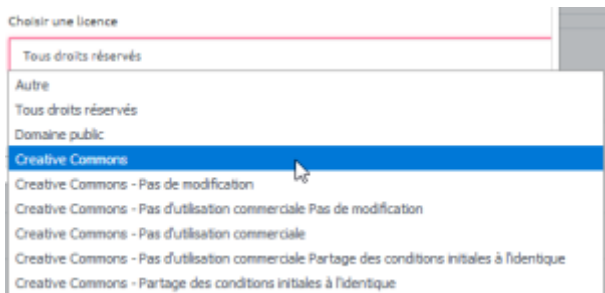 Choisir une licence
Tous droits réservés
Autre
Tous droits réservés
Domaine public
Creative Commons
Creative Commons - Pas de modification
Creative Commons - Pas d'utilisation commerciale Pas de modification
Creative Commons - Pas d'utilisation commerciale
Creative Commons - Pas d'utilisation commerciale Partage des conditions initiales à l'identique
Creative Commons - Partage des conditions initiales à l'identique